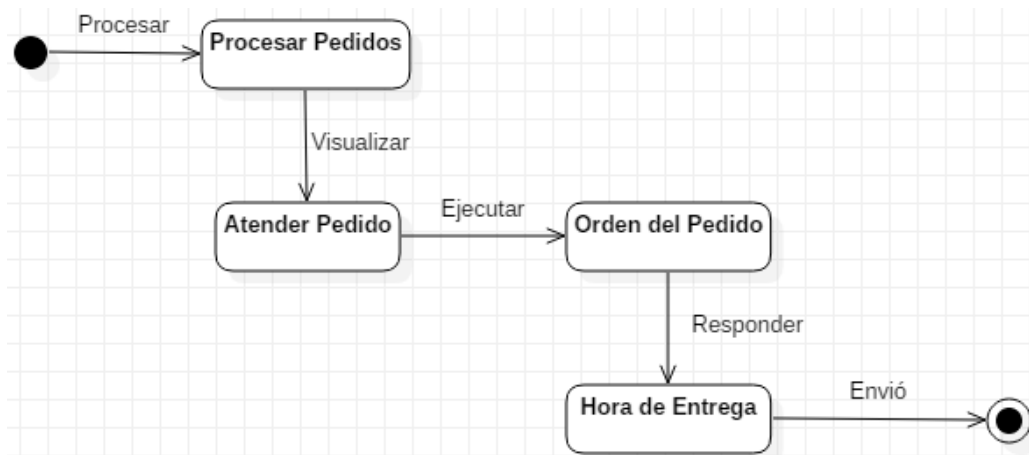 Procesar
Procesar Pedidos
Visualizar
Atender Pedido
Ejecutar
Orden del Pedido
Responder
Hora de Entrega
Envió